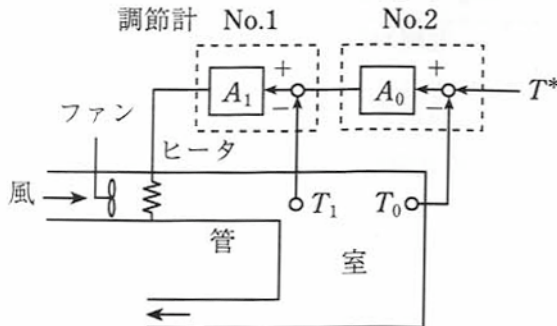 調節計 No.1 No.2
+ +
A₁ A₀ T*
− −
ファン
ヒータ
風 T₁ T₀
管 室